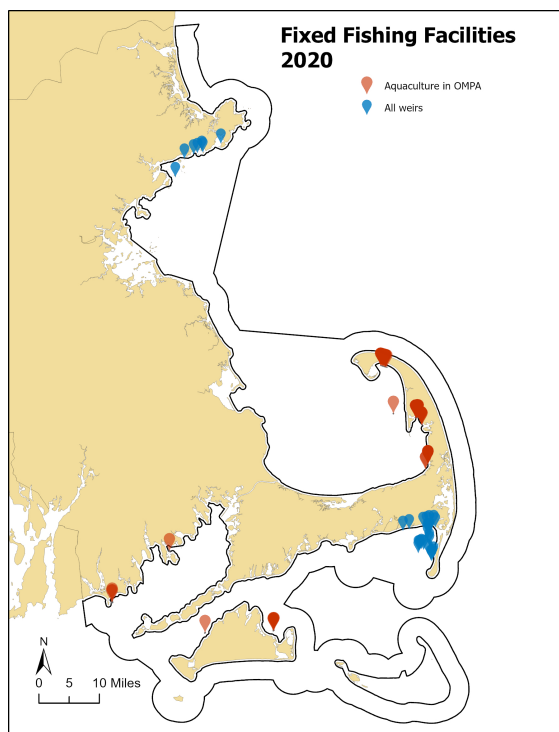 Fixed Fishing Facilities
2020
Aquaculture in OMPA
All weirs
N
0 5 10 Miles